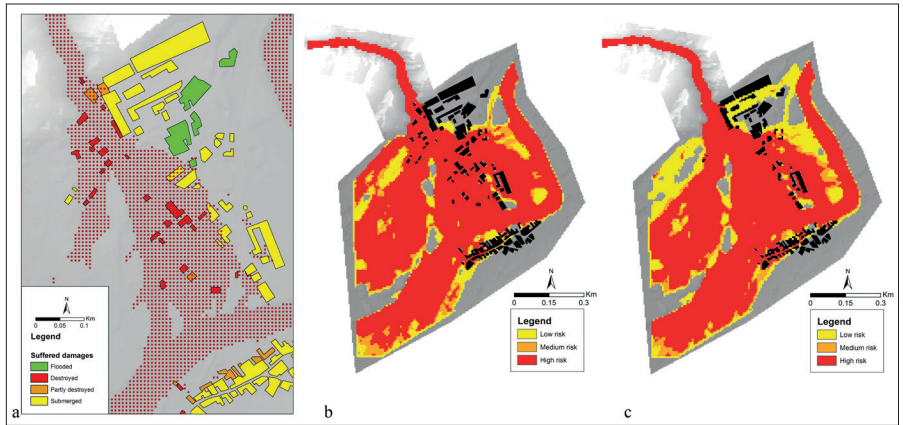 N
0 0.05 0.1
Km
Legend
Suffered damages
Flooded
Destroyed
Partly destroyed
Submerged
a
N
Km
0 0.15 0.3
Legend
Low risk
Medium risk
High risk
b
N
Km
0 0.15 0.3
Legend
Low risk
Medium risk
High risk
c